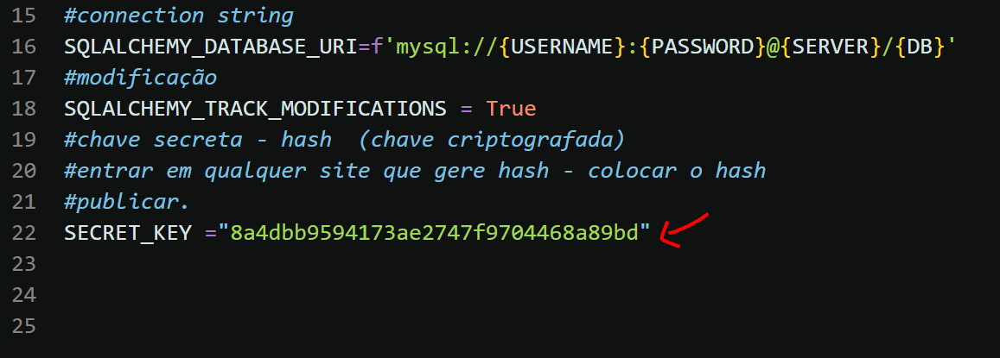 15 #connection string
16 SQLALCHEMY_DATABASE_URI=f'mysql://{USERNAME}:{PASSWORD}@{SERVER}/{DB}'
17 #modificação
18 SQLALCHEMY_TRACK_MODIFICATIONS = True
19 #chave secreta - hash  (chave criptografada)
20 #entrar em qualquer site que gere hash - colocar o hash
21 #publicar.
22 SECRET_KEY ="8a4dbb9594173ae2747f9704468a89bd"
23
24
25